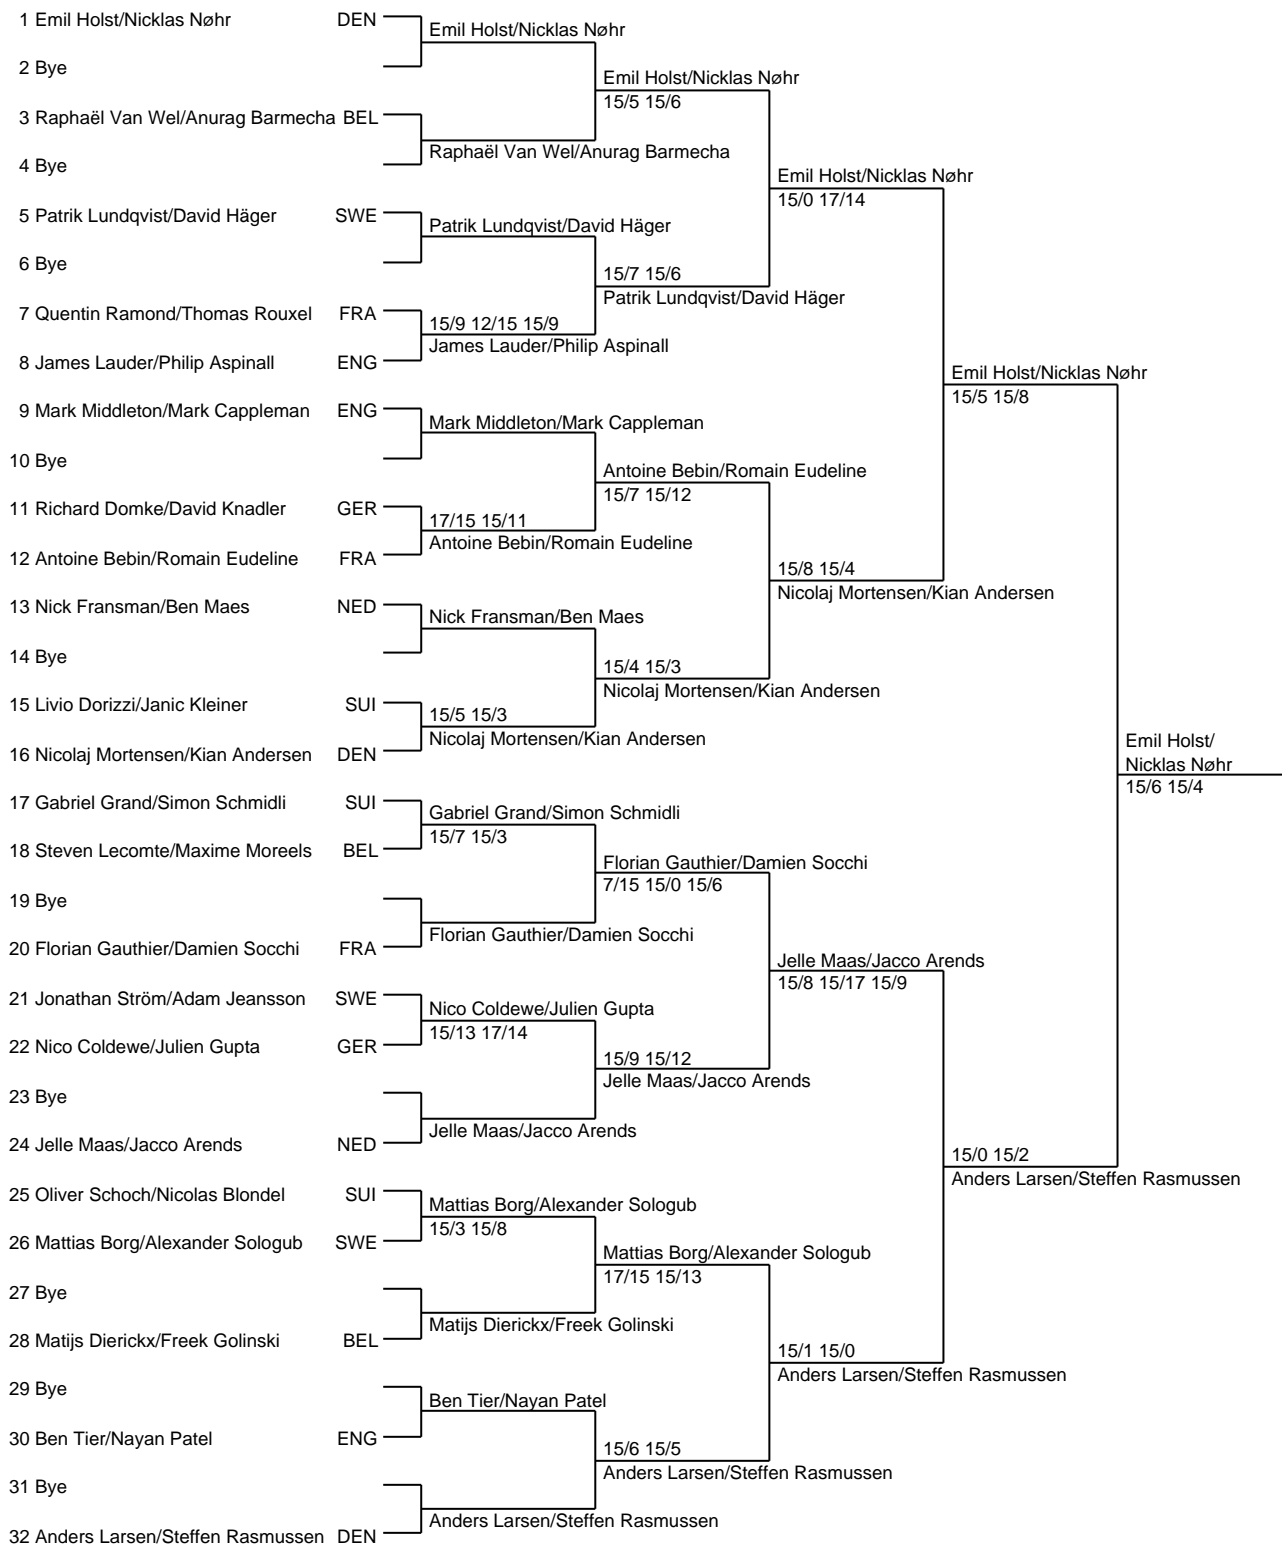 1 Emil Holst/Nicklas Nøhr DEN
2 Bye
3 Raphaël Van Wel/Anurag Barmecha BEL
4 Bye
5 Patrik Lundqvist/David Häger SWE
6 Bye
7 Quentin Ramond/Thomas Rouxel FRA
8 James Lauder/Philip Aspinall ENG
9 Mark Middleton/Mark Cappleman ENG
10 Bye
11 Richard Domke/David Knadler GER
12 Antoine Bebin/Romain Eudeline FRA
13 Nick Fransman/Ben Maes NED
14 Bye
15 Livio Dorizzi/Janic Kleiner SUI
16 Nicolaj Mortensen/Kian Andersen DEN
17 Gabriel Grand/Simon Schmidli SUI
18 Steven Lecomte/Maxime Moreels BEL
19 Bye
20 Florian Gauthier/Damien Socchi FRA
21 Jonathan Ström/Adam Jeansson SWE
22 Nico Coldewe/Julien Gupta GER
23 Bye
24 Jelle Maas/Jacco Arends NED
25 Oliver Schoch/Nicolas Blondel SUI
26 Mattias Borg/Alexander Sologub SWE
27 Bye
28 Matijs Dierickx/Freek Golinski BEL
29 Bye
30 Ben Tier/Nayan Patel ENG
31 Bye
32 Anders Larsen/Steffen Rasmussen DEN
Emil Holst/Nicklas Nøhr
Raphaël Van Wel/Anurag Barmecha
Patrik Lundqvist/David Häger
15/9 12/15 15/9
James Lauder/Philip Aspinall
Mark Middleton/Mark Cappleman
17/15 15/11
Antoine Bebin/Romain Eudeline
Nick Fransman/Ben Maes
15/5 15/3
Nicolaj Mortensen/Kian Andersen
Gabriel Grand/Simon Schmidli
15/7 15/3
Florian Gauthier/Damien Socchi
Nico Coldewe/Julien Gupta
15/13 17/14
Jelle Maas/Jacco Arends
Mattias Borg/Alexander Sologub
15/3 15/8
Matijs Dierickx/Freek Golinski
Ben Tier/Nayan Patel
Anders Larsen/Steffen Rasmussen
Emil Holst/Nicklas Nøhr
15/5 15/6
15/7 15/6
Patrik Lundqvist/David Häger
Antoine Bebin/Romain Eudeline
15/7 15/12
15/4 15/3
Nicolaj Mortensen/Kian Andersen
Florian Gauthier/Damien Socchi
7/15 15/0 15/6
15/9 15/12
Jelle Maas/Jacco Arends
Mattias Borg/Alexander Sologub
17/15 15/13
15/6 15/5
Anders Larsen/Steffen Rasmussen
Emil Holst/Nicklas Nøhr
15/0 17/14
15/8 15/4
Nicolaj Mortensen/Kian Andersen
Jelle Maas/Jacco Arends
15/8 15/17 15/9
15/1 15/0
Anders Larsen/Steffen Rasmussen
Emil Holst/Nicklas Nøhr
15/5 15/8
15/0 15/2
Anders Larsen/Steffen Rasmussen
Emil Holst/
Nicklas Nøhr
15/6 15/4